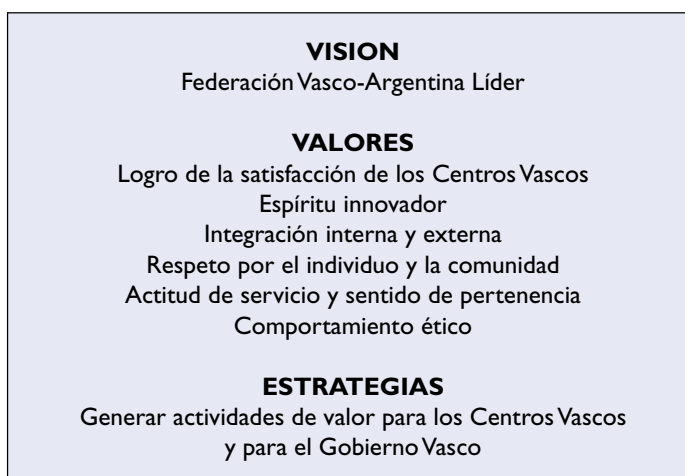 VISION
Federación Vasco-Argentina Líder
VALORES
Logro de la satisfacción de los Centros Vascos
Espíritu innovador
Integración interna y externa
Respeto por el individuo y la comunidad
Actitud de servicio y sentido de pertenencia
Comportamiento ético
ESTRATEGIAS
Generar actividades de valor para los Centros Vascos
y para el Gobierno Vasco